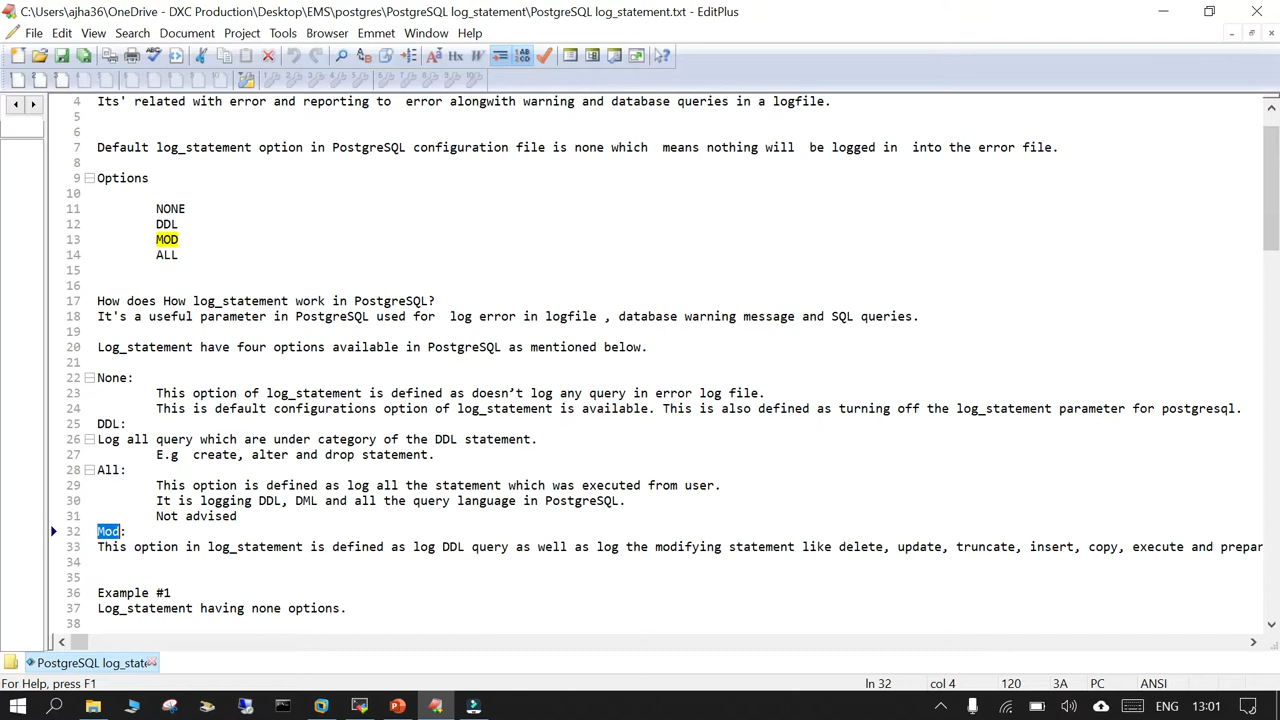 C:\Users\ajha36\OneDrive - DXC Production\Desktop\EMS\postgres\PostgreSQL log_statement\PostgreSQL log_statement.txt - EditPlus
File Edit View Search Document Project Tools Browser Emmet Window Help
4 Its' related with error and reporting to  error alongwith warning and database queries in a logfile.
5
6
7 Default log_statement option in PostgreSQL configuration file is none which  means nothing will  be logged in  into the error file.
8
9 Options
10
11 NONE
12 DDL
13 MOD
14 ALL
15
16
17 How does How log_statement work in PostgreSQL?
18 It's a useful parameter in PostgreSQL used for  log error in logfile , database warning message and SQL queries.
19
20 Log_statement have four options available in PostgreSQL as mentioned below.
21
22 None:
23 This option of log_statement is defined as doesn’t log any query in error log file.
24 This is default configurations option of log_statement is available. This is also defined as turning off the log_statement parameter for postgresql.
25 DDL:
26 Log all query which are under category of the DDL statement.
27 E.g  create, alter and drop statement.
28 All:
29 This option is defined as log all the statement which was executed from user.
30 It is logging DDL, DML and all the query language in PostgreSQL.
31 Not advised
32 Mod:
33 This option in log_statement is defined as log DDL query as well as log the modifying statement like delete, update, truncate, insert, copy, execute and prepar
34
35
36 Example #1
37 Log_statement having none options.
38
PostgreSQL log_state
For Help, press F1 Ln 32 col 4 120 3A PC ANSI
ENG 13:01